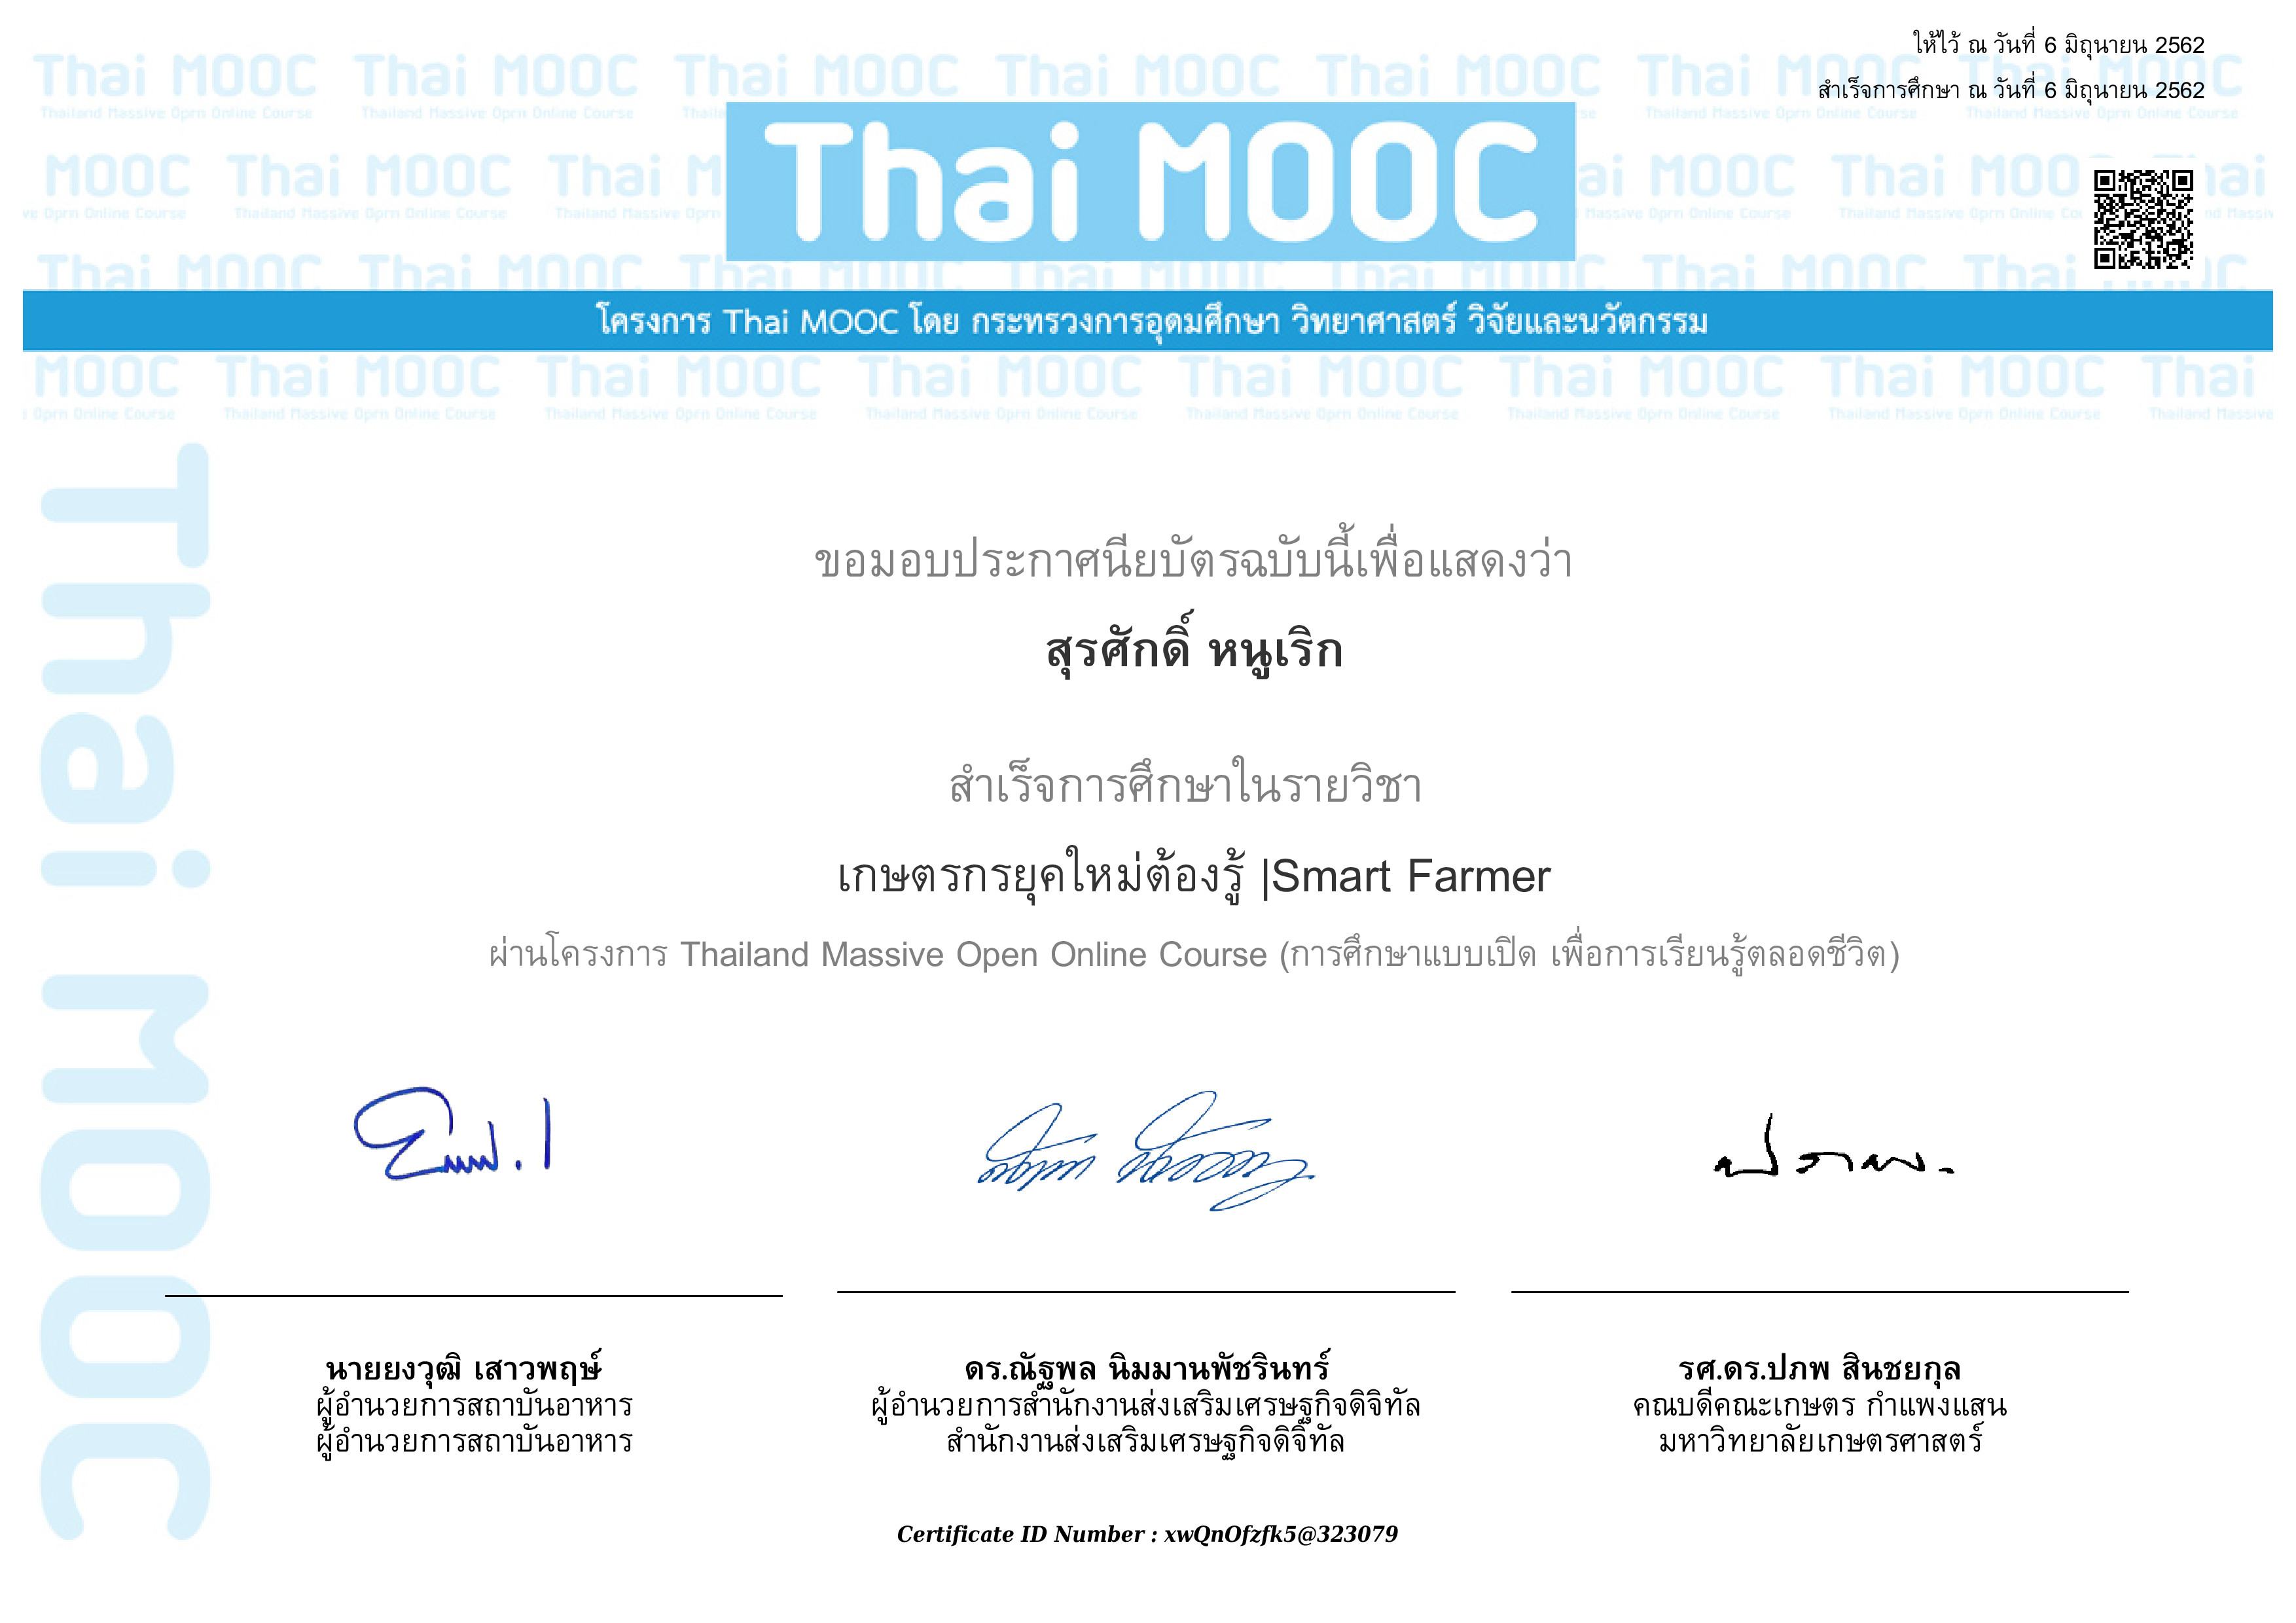 ให้ไว้ ณ วันที่ 6 มิถุนายน 2562
สำเร็จการศึกษา ณ วันที่ 6 มิถุนายน 2562
Thai MOOC
โครงการ Thai MOOC โดย กระทรวงการอุดมศึกษา วิทยาศาสตร์ วิจัยและนวัตกรรม
Thai MOOC
ขอมอบประกาศนียบัตรฉบับนี้เพื่อแสดงว่า
สุรศักดิ์ หนูเริก
สำเร็จการศึกษาในรายวิชา
เกษตรกรยุคใหม่ต้องรู้ |Smart Farmer
ผ่านโครงการ Thailand Massive Open Online Course (การศึกษาแบบเปิด เพื่อการเรียนรู้ตลอดชีวิต)
นายยงวุฒิ เสาวพฤษ์
ผู้อำนวยการสถาบันอาหาร
ผู้อำนวยการสถาบันอาหาร
ดร.ณัฐพล นิมมานพัชรินทร์
ผู้อำนวยการสำนักงานส่งเสริมเศรษฐกิจดิจิทัล
สำนักงานส่งเสริมเศรษฐกิจดิจิทัล
รศ.ดร.ปภพ สินชยกุล
คณบดีคณะเกษตร กำแพงแสน
มหาวิทยาลัยเกษตรศาสตร์
Certificate ID Number : xwQnOfzfk5@323079